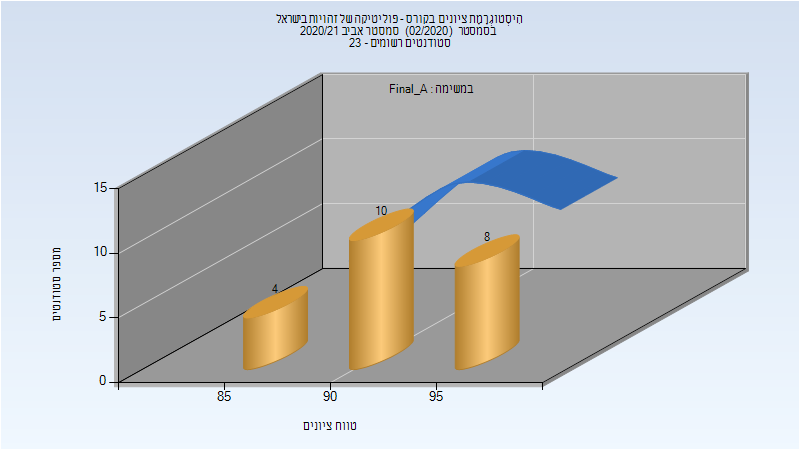 היסטוגרמת ציונים בקורס - פוליטיקה של זהויות בישראל
בסמסטר (02/2020) סמסטר אביב 2020/21
סטודנטים רשומים - 23
במשימה : Final_A
15
10
5
0
מספר סטודנטים
4
10
8
85
90
95
טווח ציונים